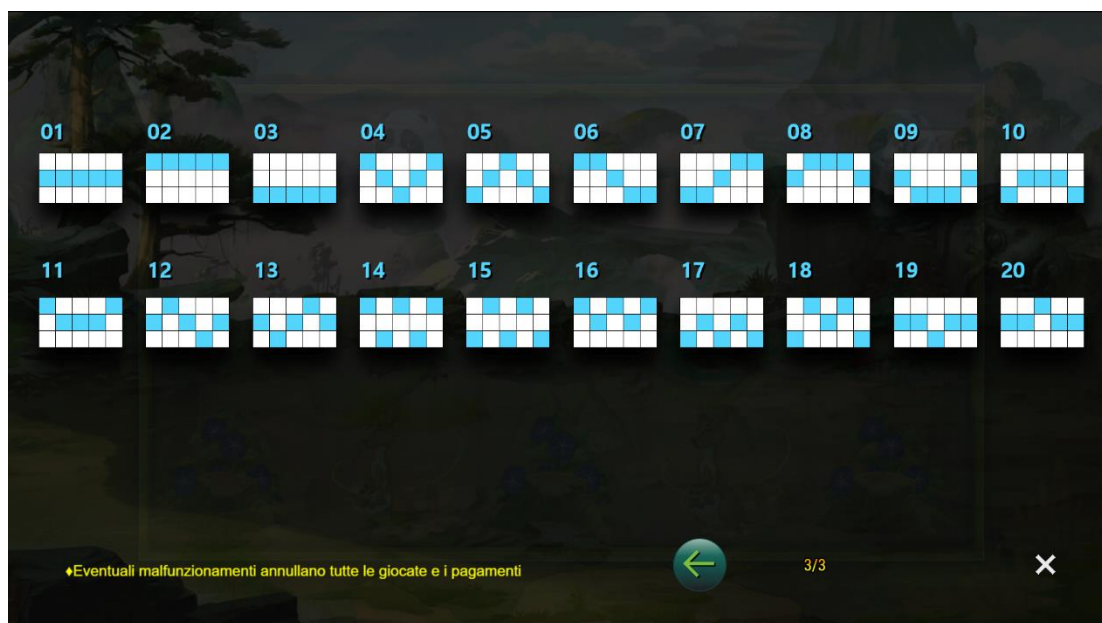 01 02 03 04 05 06 07 08 09 10
11 12 13 14 15 16 17 18 19 20
♦Eventuali malfunzionamenti annullano tutte le giocate e i pagamenti
3/3